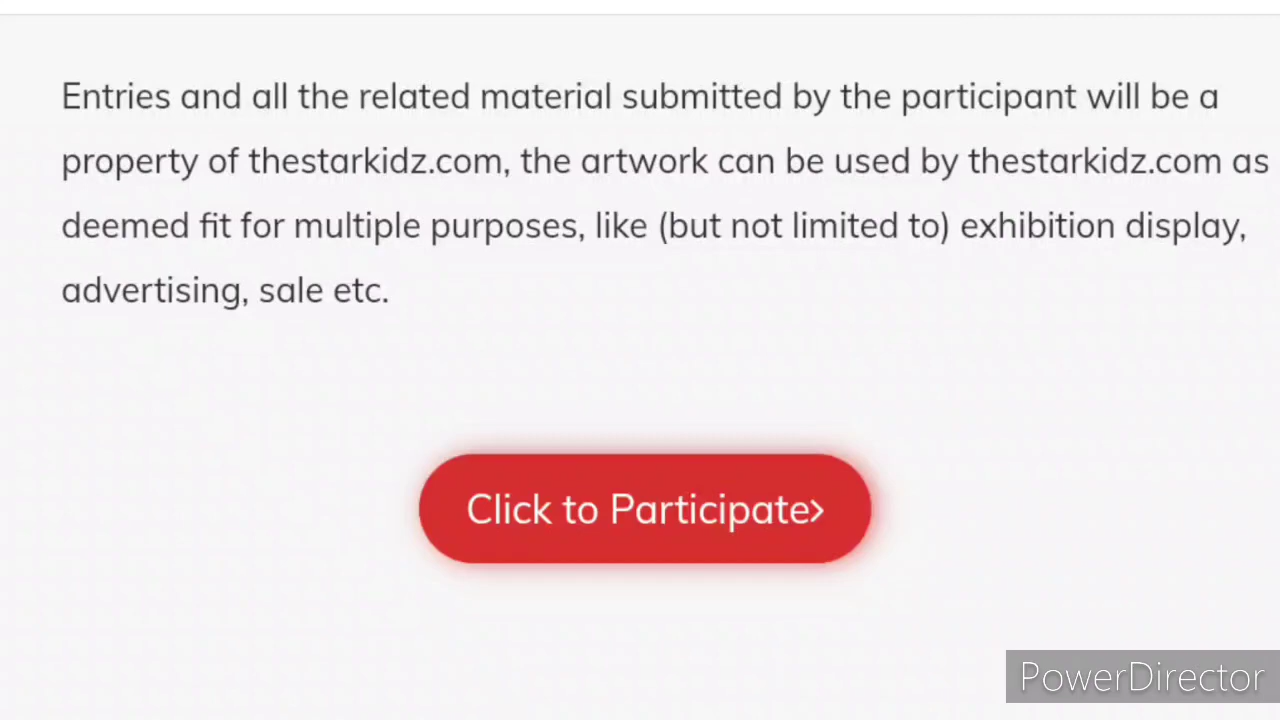 Entries and all the related material submitted by the participant will be a
property of thestarkidz.com, the artwork can be used by thestarkidz.com as
deemed fit for multiple purposes, like (but not limited to) exhibition display,
advertising, sale etc.
Click to Participate>
PowerDirector